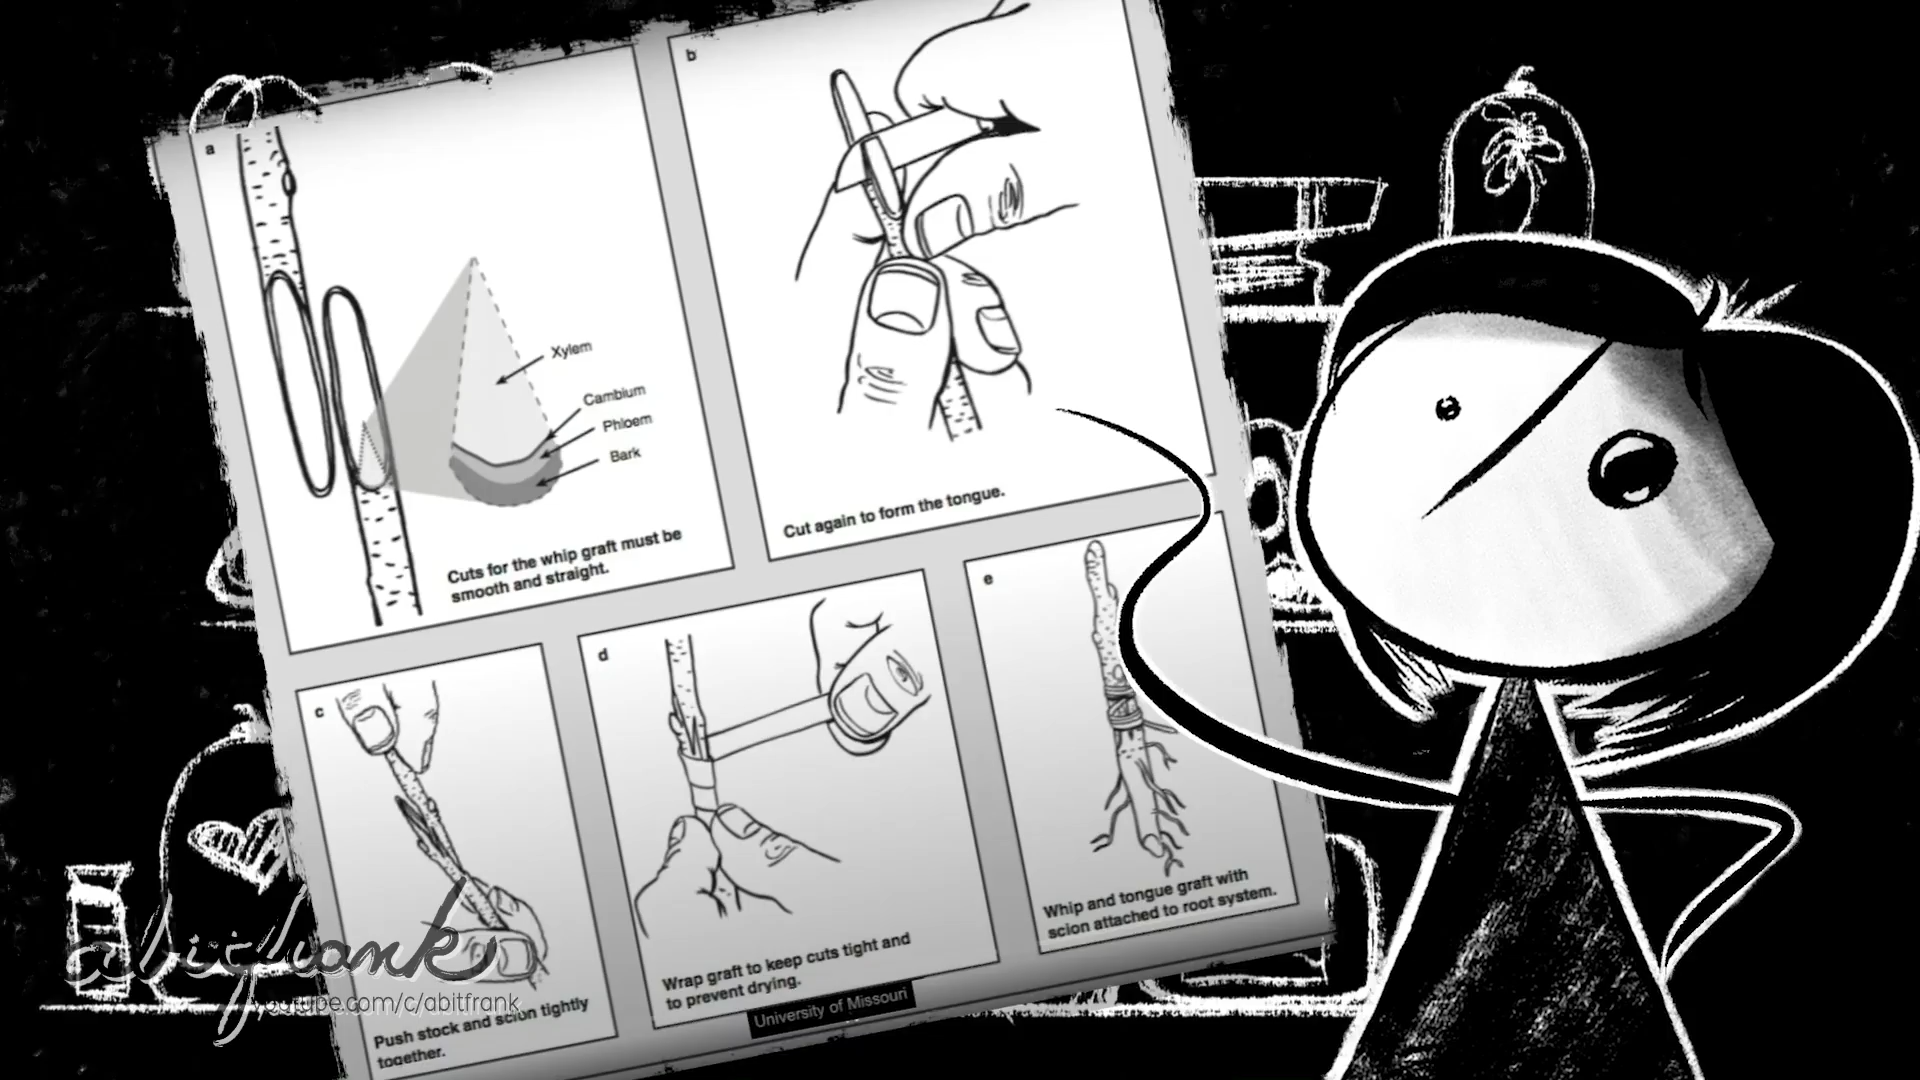 a
Xylem
Cambium
Phloem
Bark
Cuts for the whip graft must be
smooth and straight.
b
Cut again to form the tongue.
c
Push stock and scion tightly
together.
d
Wrap graft to keep cuts tight and
to prevent drying.
e
Whip and tongue graft with
scion attached to root system.
University of Missouri
abitfrank
youtube.com/c/abitfrank